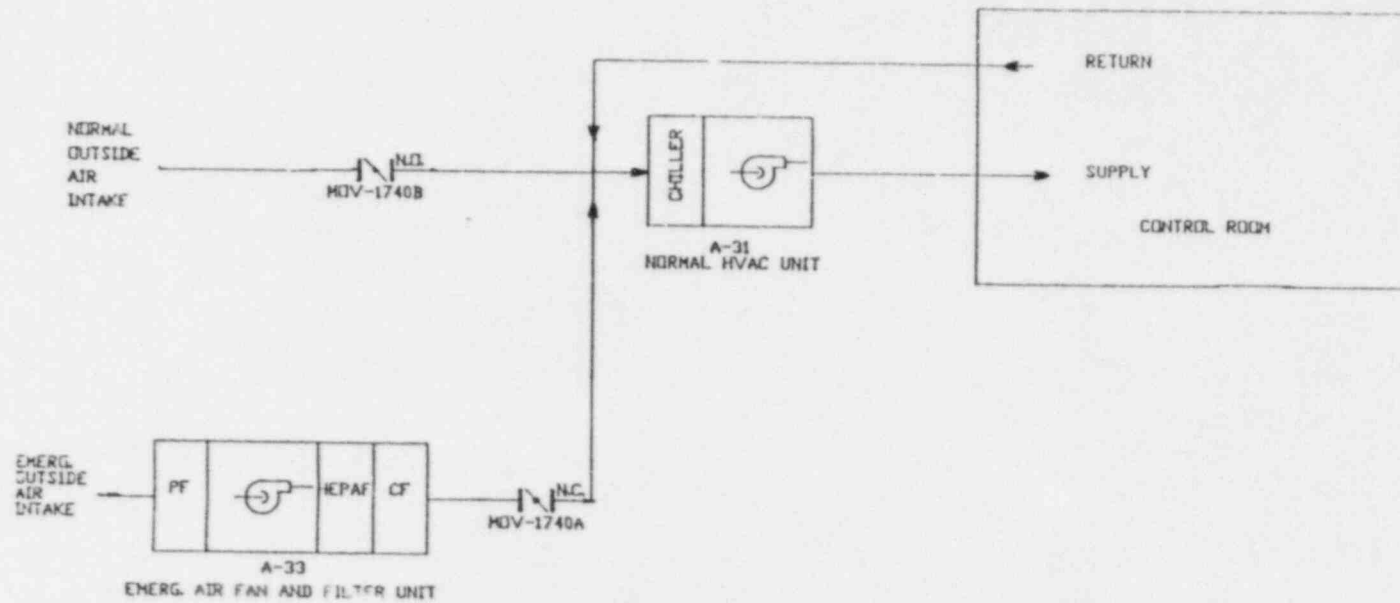 RETURN
NORMAL
OUTSIDE
AIR
INTAKE
N.O.
MOV-1740B
CHILLER
SUPPLY
CONTROL ROOM
A-31
NORMAL HVAC UNIT
EMERG.
OUTSIDE
AIR
INTAKE
PF
HEPAF
CF
N.C.
MOV-1740A
A-33
EMERG. AIR FAN AND FILTER UNIT